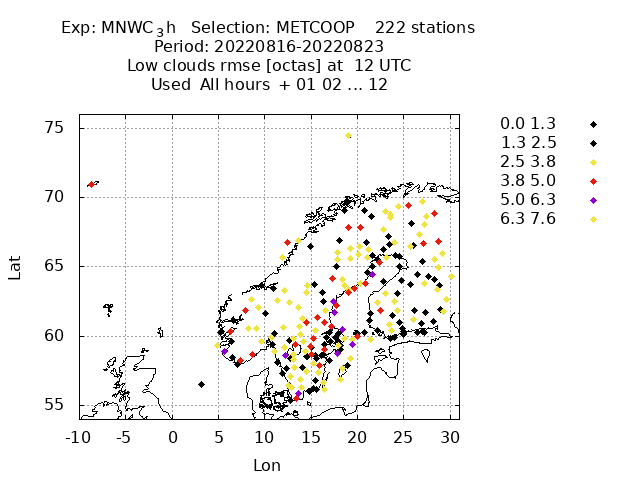 Exp: MNWC₃h Selection: METCOOP 222 stations
Period: 20220816-20220823
Low clouds rmse [octas] at 12 UTC
Used All hours + 01 02 ... 12
0.0 1.3
1.3 2.5
2.5 3.8
3.8 5.0
5.0 6.3
6.3 7.6
75
70
65
60
55
Lat
-10 -5 0 5 10 15 20 25 30
Lon